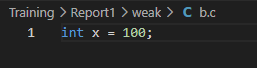 Training > Report1 > weak > C b.c
1 int x = 100;